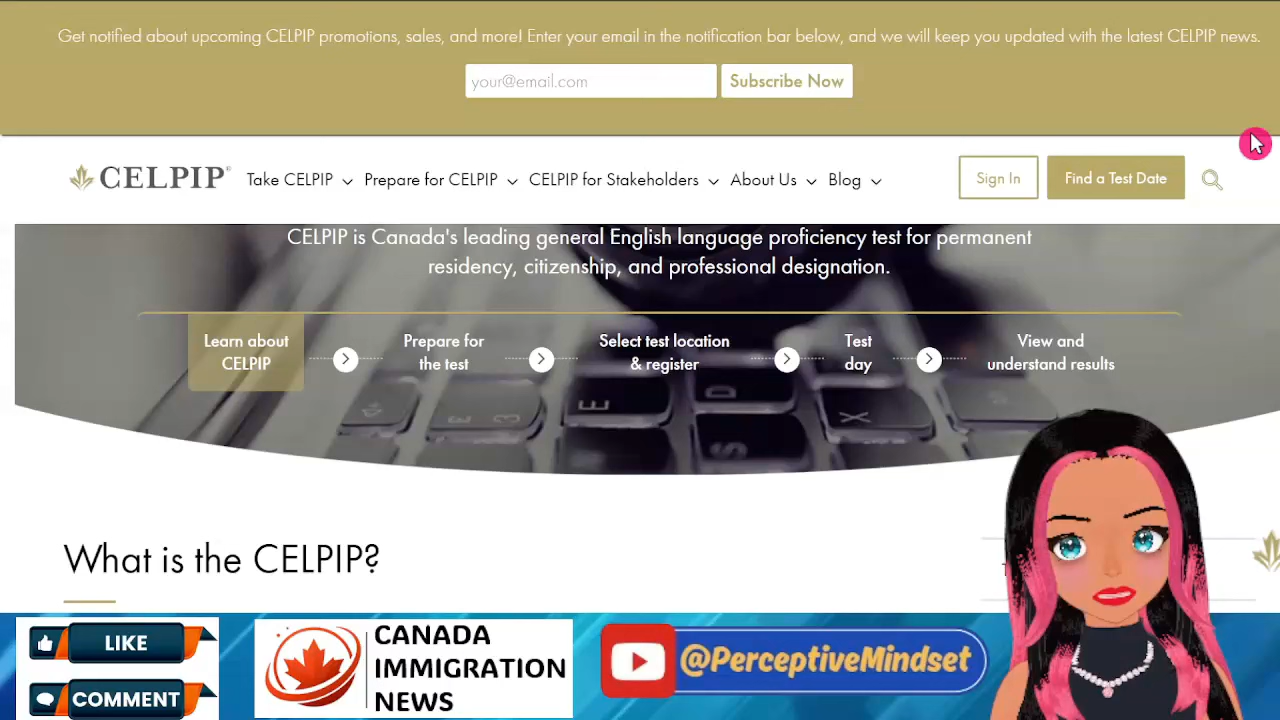 Get notified about upcoming CELPIP promotions, sales, and more! Enter your email in the notification bar below, and we will keep you updated with the latest CELPIP news.
your@email.com
Subscribe Now
CELPIP®
Take CELPIP
Prepare for CELPIP
CELPIP for Stakeholders
About Us
Blog
Sign In
Find a Test Date
CELPIP is Canada's leading general English language proficiency test for permanent
residency, citizenship, and professional designation.
Learn about
CELPIP
Prepare for
the test
Select test location
& register
Test
day
View and
understand results
What is the CELPIP?
LIKE
COMMENT
CANADA
IMMIGRATION
NEWS
@PerceptiveMindset